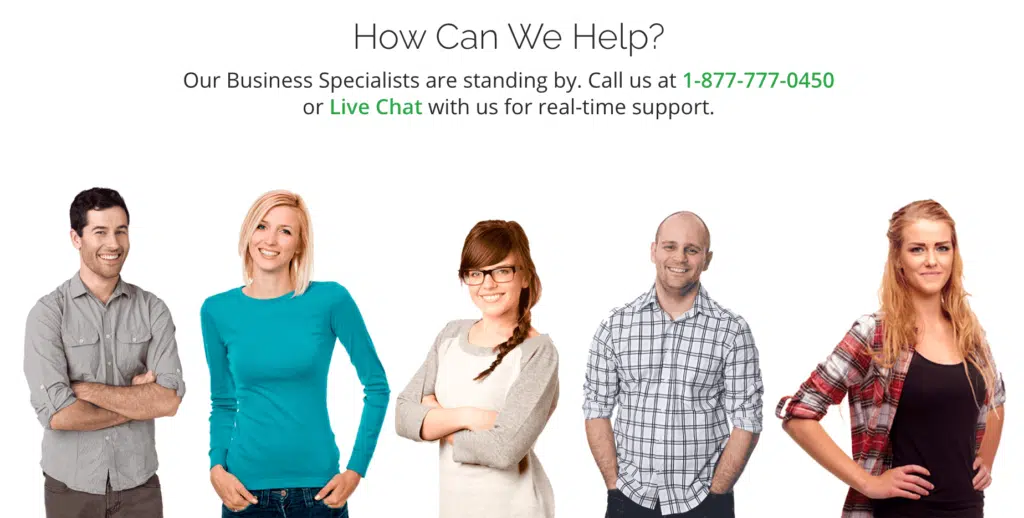 How Can We Help?
Our Business Specialists are standing by. Call us at 1-877-777-0450
or Live Chat with us for real-time support.